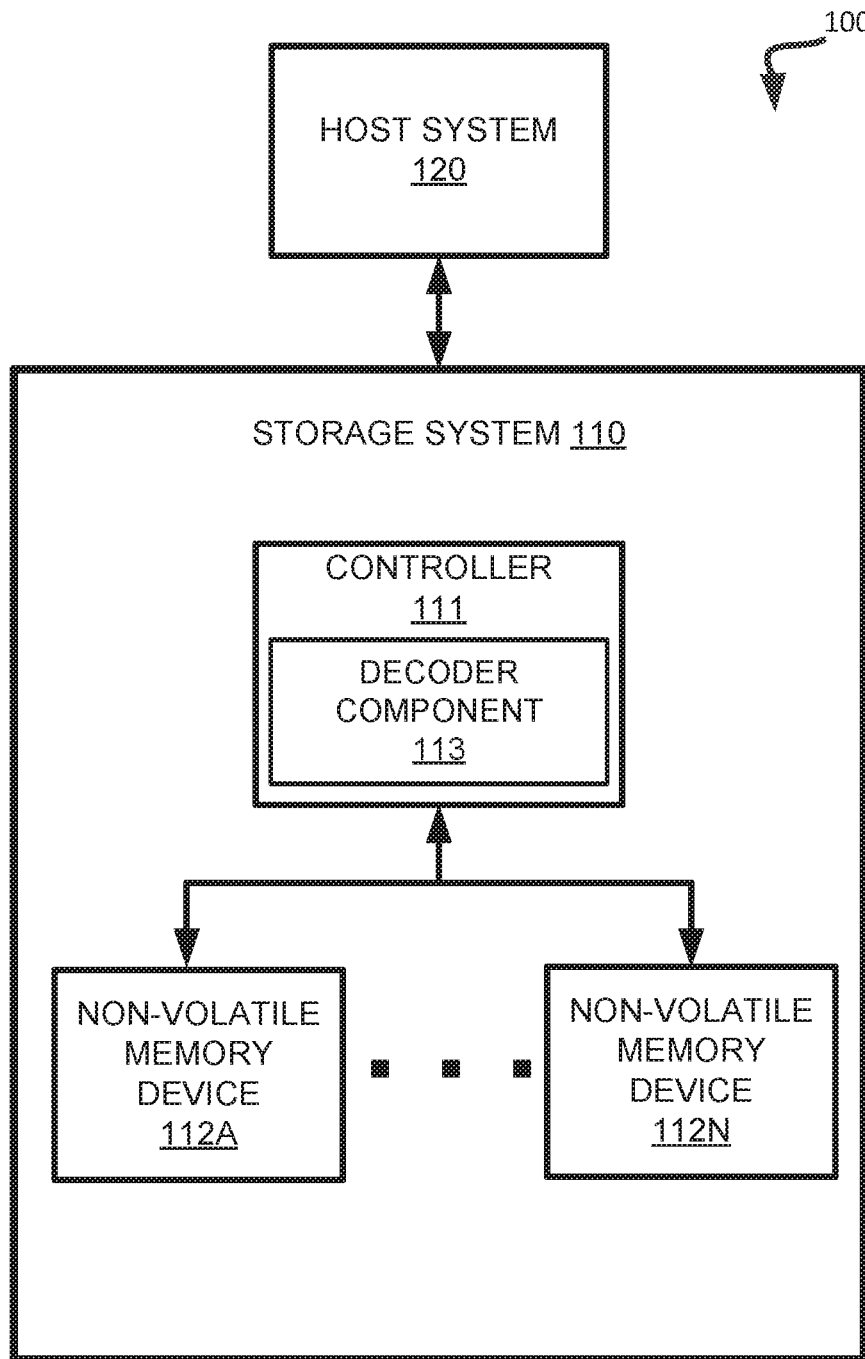 100
HOST SYSTEM
120
STORAGE SYSTEM 110
CONTROLLER
111
DECODER
COMPONENT
113
NON-VOLATILE
MEMORY
DEVICE
112A
NON-VOLATILE
MEMORY
DEVICE
112N